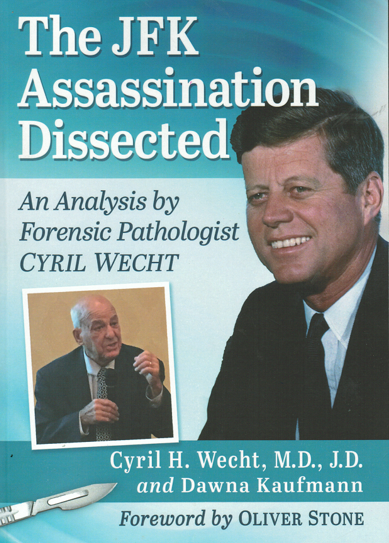 The JFK
Assassination
Dissected
An Analysis by
Forensic Pathologist
CYRIL WECHT
Cyril H. Wecht, M.D., J.D.
and Dawna Kaufmann
Foreword by OLIVER STONE